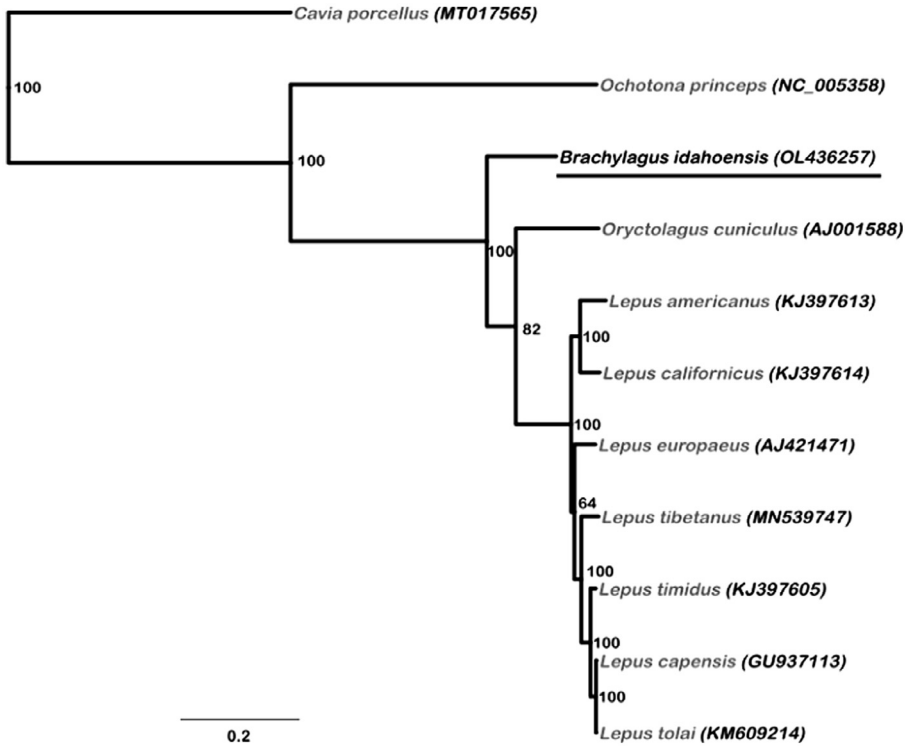 Cavia porcellus (MT017565)
100
Ochotona princeps (NC_005358)
100
Brachylagus idahoensis (OL436257)
100
Oryctolagus cuniculus (AJ001588)
82
Lepus americanus (KJ397613)
100
Lepus californicus (KJ397614)
100
Lepus europaeus (AJ421471)
64
Lepus tibetanus (MN539747)
100
Lepus timidus (KJ397605)
100
Lepus capensis (GU937113)
100
Lepus tolai (KM609214)
0.2